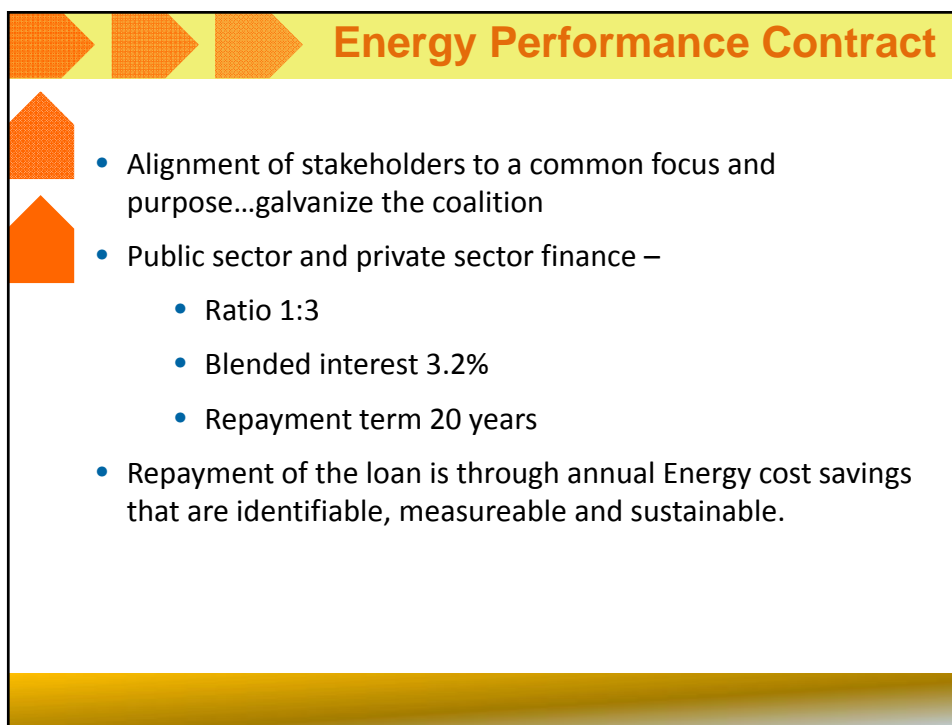 Energy Performance Contract
• Alignment of stakeholders to a common focus and
purpose…galvanize the coalition
• Public sector and private sector finance –
• Ratio 1:3
• Blended interest 3.2%
• Repayment term 20 years
• Repayment of the loan is through annual Energy cost savings
that are identifiable, measureable and sustainable.